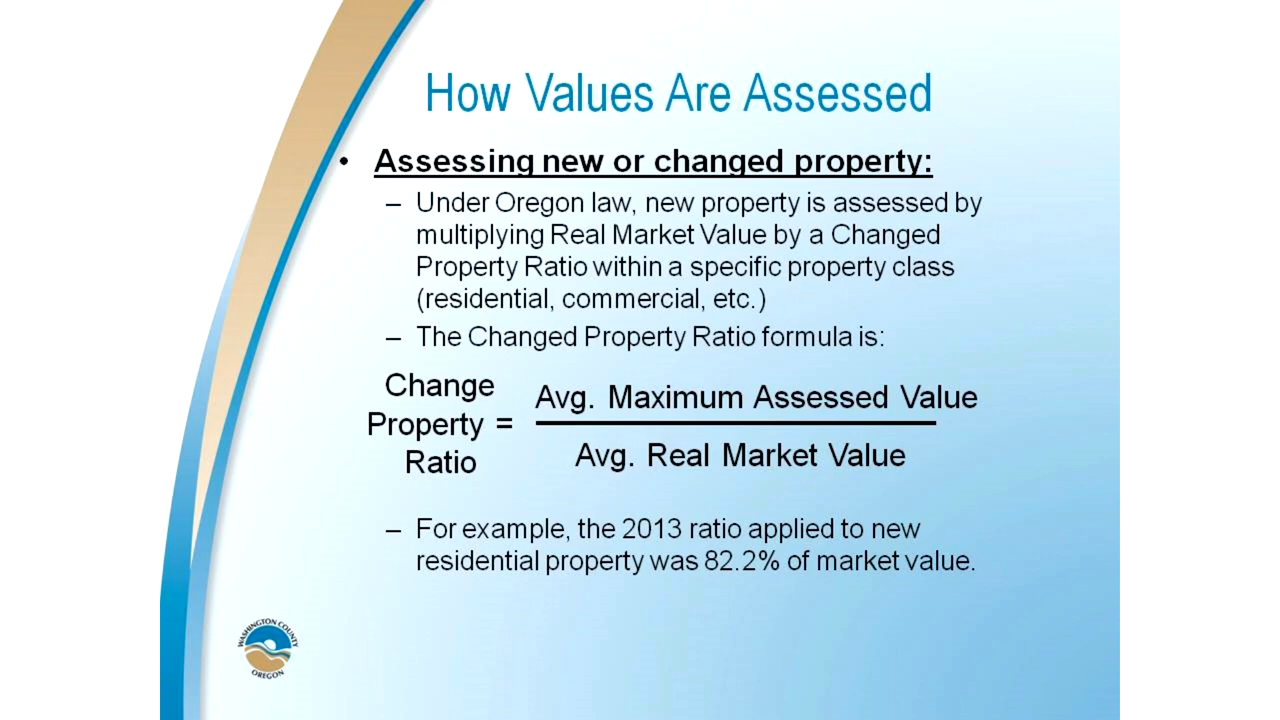 How Values Are Assessed
• Assessing new or changed property:
– Under Oregon law, new property is assessed by
multiplying Real Market Value by a Changed
Property Ratio within a specific property class
(residential, commercial, etc.)
– The Changed Property Ratio formula is:
Change
Property =
Ratio
Avg. Maximum Assessed Value
Avg. Real Market Value
– For example, the 2013 ratio applied to new
residential property was 82.2% of market value.
WASHINGTON COUNTY
OREGON